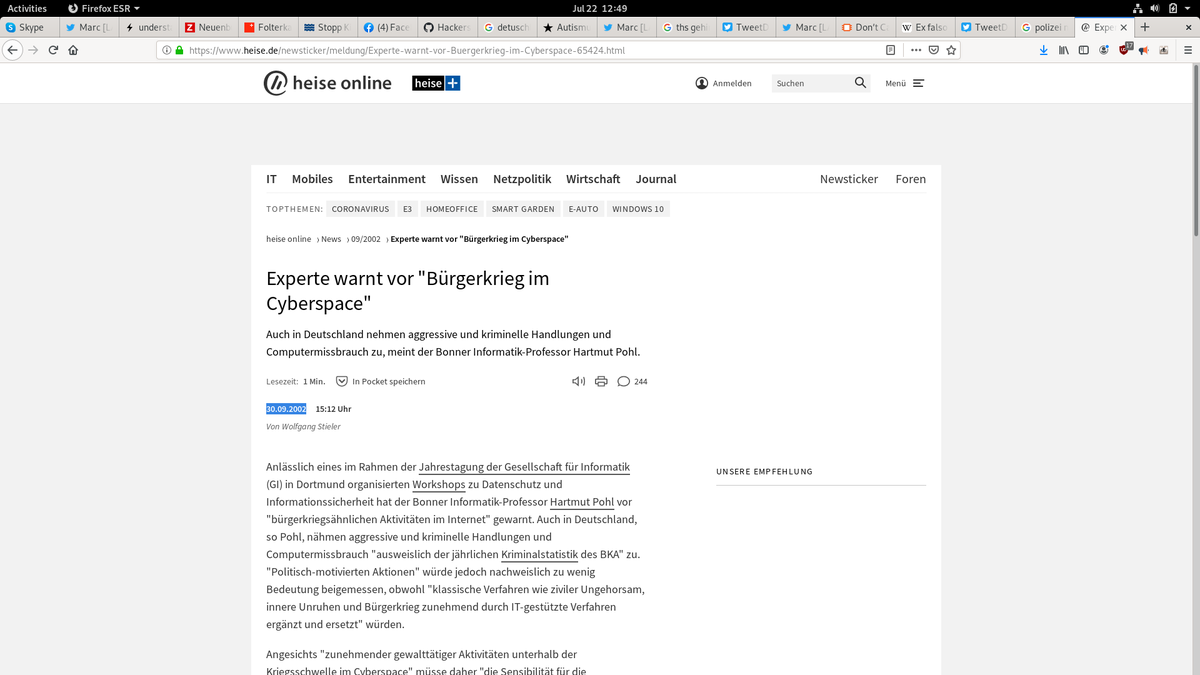 Activities Firefox ESR Jul 22 12:49
Skype Marc [L underst Neuenb Folterka Stopp K (4) Face Hackers detusch Autismu Marc [L ths gehi TweetD Marc [L Don't Co Ex falso TweetD polizei Expe
https://www.heise.de/newsticker/meldung/Experte-warnt-vor-Buergerkrieg-im-Cyberspace-65424.html
heise online heise + Anmelden Suchen Menü
IT Mobiles Entertainment Wissen Netzpolitik Wirtschaft Journal Newsticker Foren
TOPTHEMEN: CORONAVIRUS E3 HOMEOFFICE SMART GARDEN E-AUTO WINDOWS 10
heise online › News › 09/2002 › Experte warnt vor "Bürgerkrieg im Cyberspace"
Experte warnt vor "Bürgerkrieg im
Cyberspace"
Auch in Deutschland nehmen aggressive und kriminelle Handlungen und
Computermissbrauch zu, meint der Bonner Informatik-Professor Hartmut Pohl.
Lesezeit: 1 Min. In Pocket speichern 244
30.09.2002 15:12 Uhr
Von Wolfgang Stieler
Anlässlich eines im Rahmen der Jahrestagung der Gesellschaft für Informatik
(GI) in Dortmund organisierten Workshops zu Datenschutz und
Informationssicherheit hat der Bonner Informatik-Professor Hartmut Pohl vor
"bürgerkriegsähnlichen Aktivitäten im Internet" gewarnt. Auch in Deutschland,
so Pohl, nähmen aggressive und kriminelle Handlungen und
Computermissbrauch "ausweislich der jährlichen Kriminalstatistik des BKA" zu.
"Politisch-motivierten Aktionen" würde jedoch nachweislich zu wenig
Bedeutung beigemessen, obwohl "klassische Verfahren wie ziviler Ungehorsam,
innere Unruhen und Bürgerkrieg zunehmend durch IT-gestützte Verfahren
ergänzt und ersetzt" würden.
Angesichts "zunehmender gewalttätiger Aktivitäten unterhalb der
Kriegsschwelle im Cyberspace" müsse daher "die Sensibilität für die
UNSERE EMPFEHLUNG